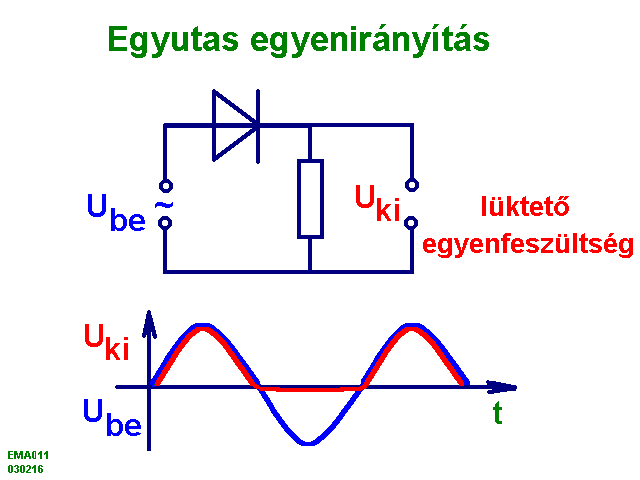 Egyutas egyenirányítás
Ube ~
Uki
lüktető
egyenfeszültség
Uki
Ube
t
EMA011
030216